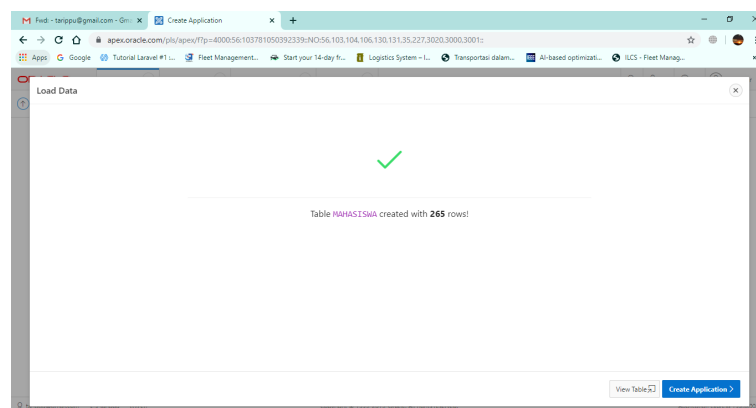 Fwd: - tarippu@gmail.com - Gm
Create Application
apex.oracle.com/pls/apex/f?p=4000:56:103781050392339::NO:56,103,104,106,130,131,35,227,3020,3000,3001::
Apps Google Tutorial Laravel #1 :... Fleet Management... Start your 14-day fr... Logistics System – I... Transportasi dalam... AI-based optimizati... ILCS - Fleet Manag...
Load Data
Table MAHASISWA created with 265 rows!
View Table
Create Application >